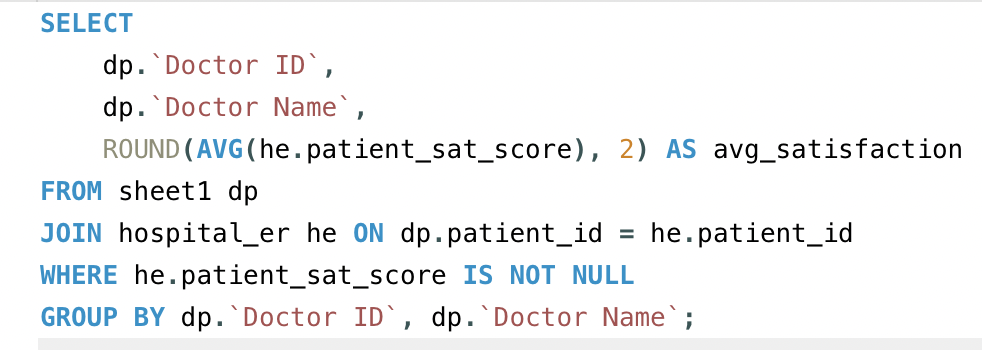 SELECT
dp.`Doctor ID`,
dp.`Doctor Name`,
ROUND(AVG(he.patient_sat_score), 2) AS avg_satisfaction
FROM sheet1 dp
JOIN hospital_er he ON dp.patient_id = he.patient_id
WHERE he.patient_sat_score IS NOT NULL
GROUP BY dp.`Doctor ID`, dp.`Doctor Name`;